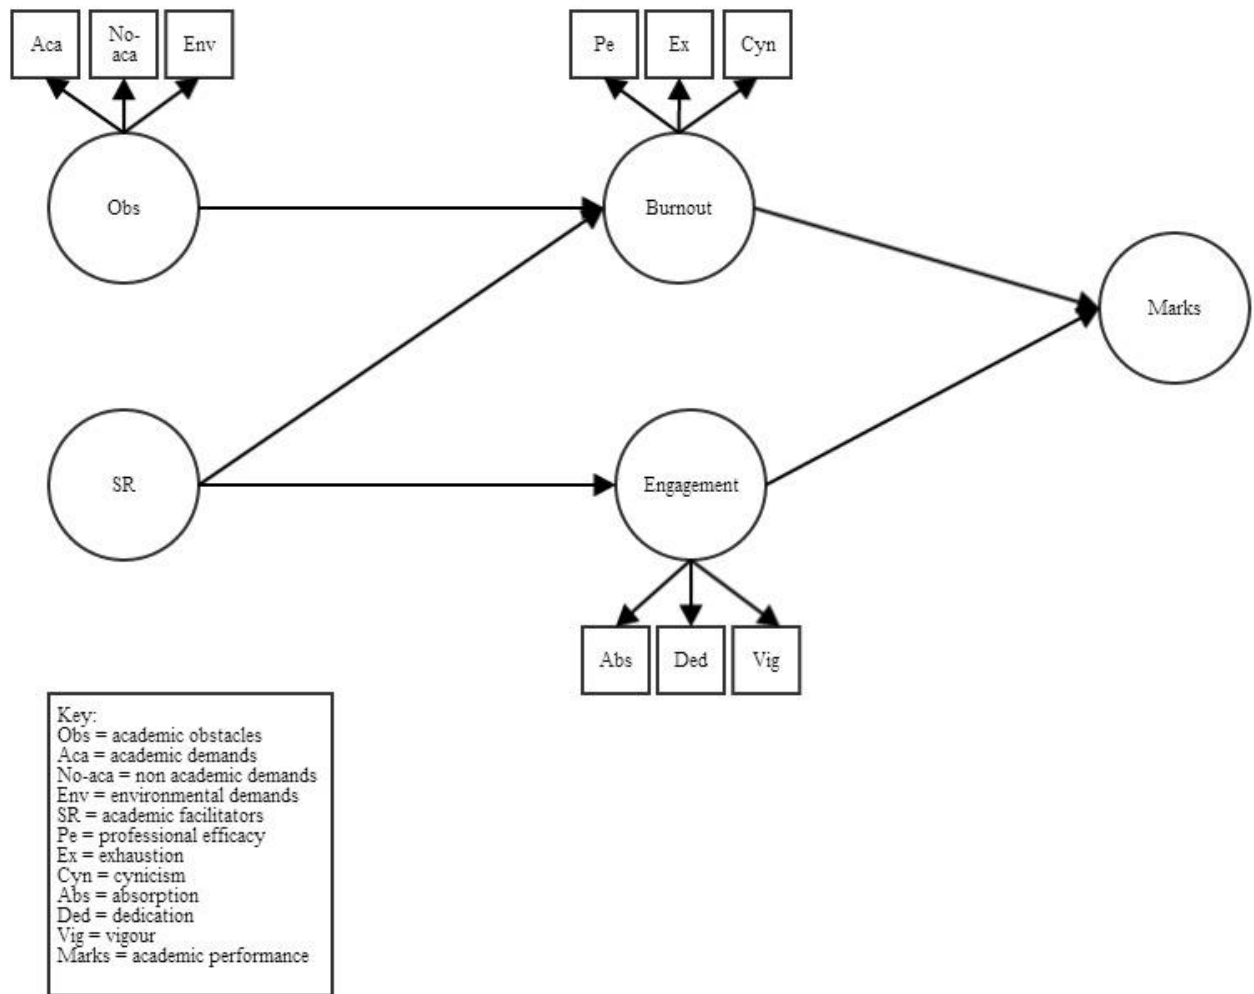 Aca
No-
aca
Env
Pe
Ex
Cyn
Obs
Burnout
Marks
SR
Engagement
Abs
Ded
Vig
Key:
Obs = academic obstacles
Aca = academic demands
No-aca = non academic demands
Env = environmental demands
SR = academic facilitators
Pe = professional efficacy
Ex = exhaustion
Cyn = cynicism
Abs = absorption
Ded = dedication
Vig = vigour
Marks = academic performance